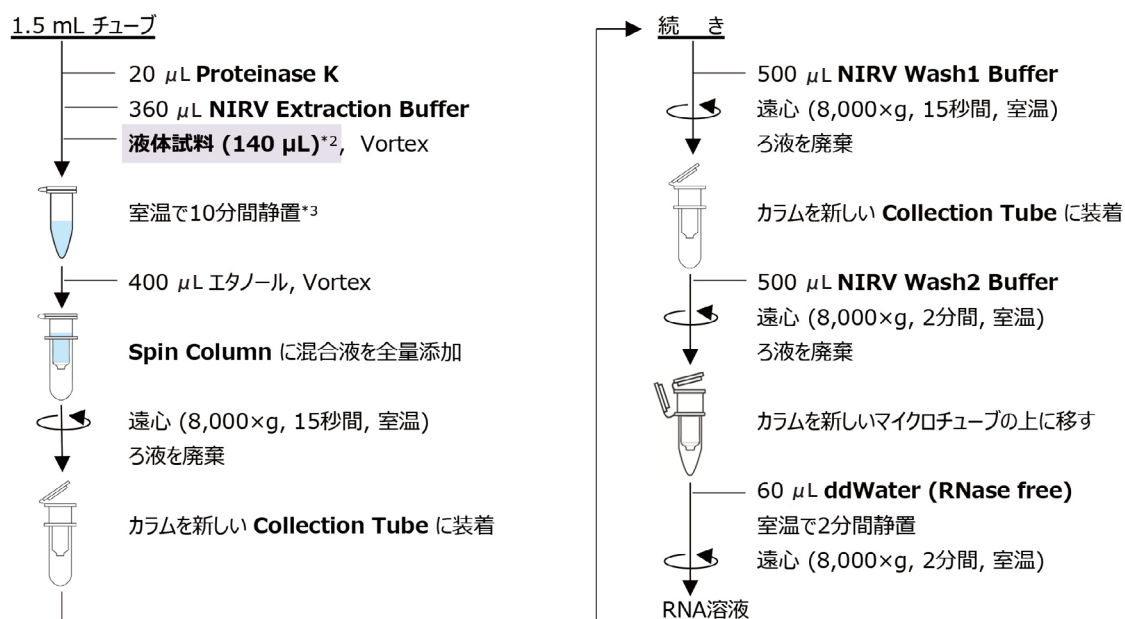 1.5 mL チューブ
20 μL Proteinase K
360 μL NIRV Extraction Buffer
液体試料 (140 μL)*2, Vortex
室温で10分間静置*3
400 μL エタノール, Vortex
Spin Column に混合液を全量添加
遠心 (8,000×g, 15秒間, 室温)
ろ液を廃棄
カラムを新しい Collection Tube に装着
続 き
500 μL NIRV Wash1 Buffer
遠心 (8,000×g, 15秒間, 室温)
ろ液を廃棄
カラムを新しい Collection Tube に装着
500 μL NIRV Wash2 Buffer
遠心 (8,000×g, 2分間, 室温)
ろ液を廃棄
カラムを新しいマイクロチューブの上に移す
60 μL ddWater (RNase free)
室温で2分間静置
遠心 (8,000×g, 2分間, 室温)
RNA溶液